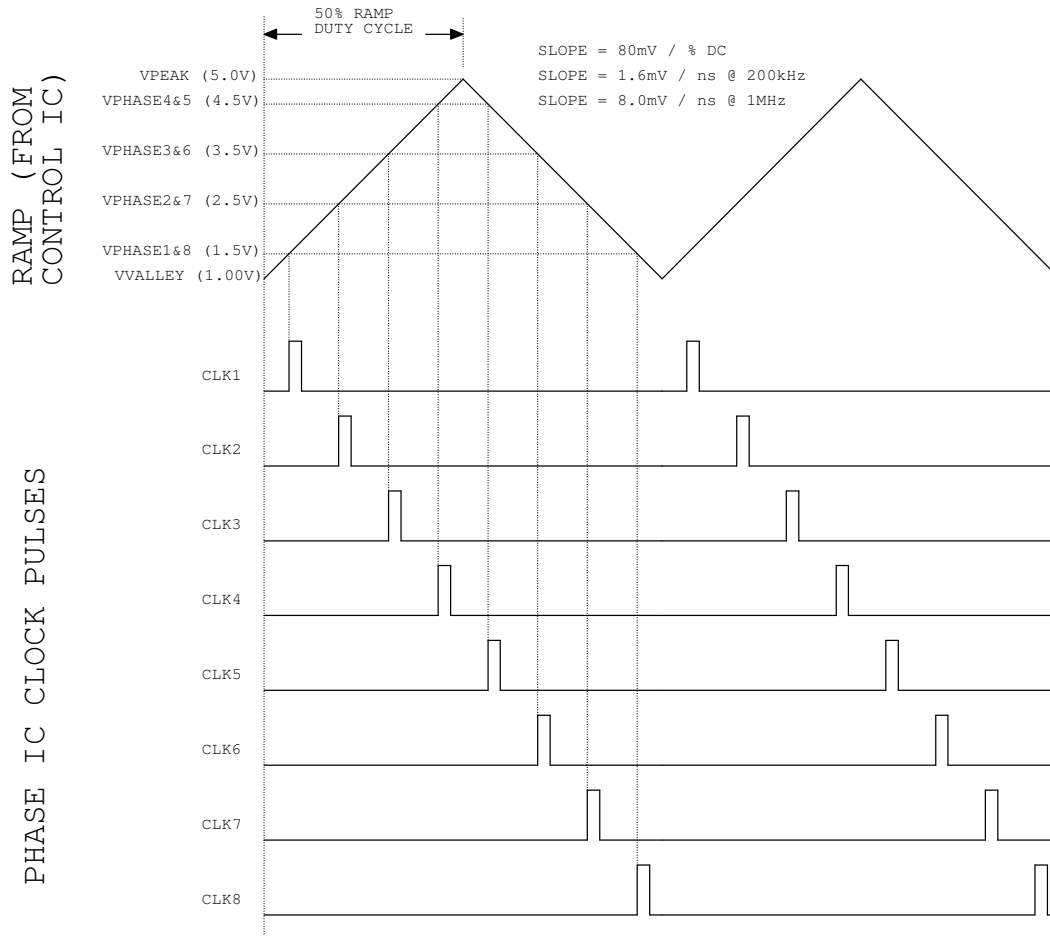 50% RAMP
DUTY CYCLE
SLOPE = 80mV / % DC
SLOPE = 1.6mV / ns @ 200kHz
SLOPE = 8.0mV / ns @ 1MHz
RAMP (FROM
CONTROL IC)
VPEAK (5.0V)
VPHASE4&5 (4.5V)
VPHASE3&6 (3.5V)
VPHASE2&7 (2.5V)
VPHASE1&8 (1.5V)
VVALLEY (1.00V)
PHASE IC CLOCK PULSES
CLK1
CLK2
CLK3
CLK4
CLK5
CLK6
CLK7
CLK8